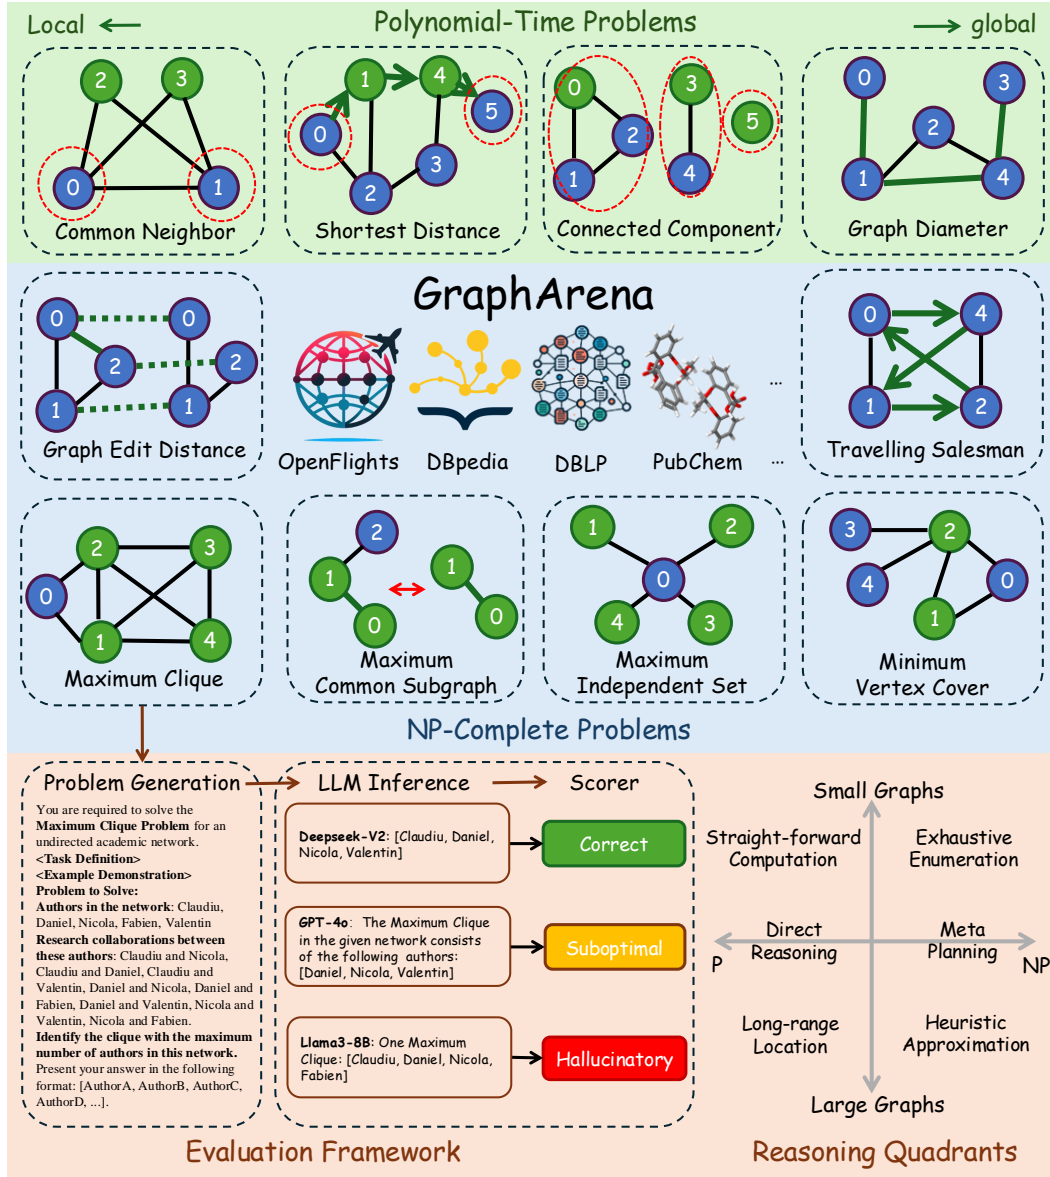 Local
Polynomial-Time Problems
global
2
3
0
1
Common Neighbor
1
4
0
5
2
3
Shortest Distance
0
3
2
5
1
4
Connected Component
0
3
2
1
4
Graph Diameter
0
0
2
2
1
1
Graph Edit Distance
GraphArena
...
OpenFlights
DBpedia
DBLP
PubChem
...
0
4
1
2
Travelling Salesman
2
3
0
1
4
Maximum Clique
2
1
1
0
0
Maximum
Common Subgraph
1
2
0
4
3
Maximum
Independent Set
3
2
4
0
1
Minimum
Vertex Cover
NP-Complete Problems
Problem Generation
You are required to solve the
Maximum Clique Problem for an
undirected academic network.
<Task Definition>
<Example Demonstration>
Problem to Solve:
Authors in the network: Claudiu,
Daniel, Nicola, Fabien, Valentin
Research collaborations between
these authors: Claudiu and Nicola,
Claudiu and Daniel, Claudiu and
Valentin, Daniel and Nicola, Daniel and
Fabien, Daniel and Valentin, Nicola and
Valentin, Nicola and Fabien.
Identify the clique with the maximum
number of authors in this network.
Present your answer in the following
format: [AuthorA, AuthorB, AuthorC,
AuthorD, ...].
LLM Inference
Scorer
Deepseek-V2: [Claudiu, Daniel,
Nicola, Valentin]
Correct
GPT-4o: The Maximum Clique
in the given network consists
of the following authors:
[Daniel, Nicola, Valentin]
Suboptimal
Llama3-8B: One Maximum
Clique: [Claudiu, Daniel, Nicola,
Fabien]
Hallucinatory
Evaluation Framework
Small Graphs
Straight-forward
Computation
Exhaustive
Enumeration
Direct
Reasoning
Meta
Planning
P
NP
Long-range
Location
Heuristic
Approximation
Large Graphs
Reasoning Quadrants